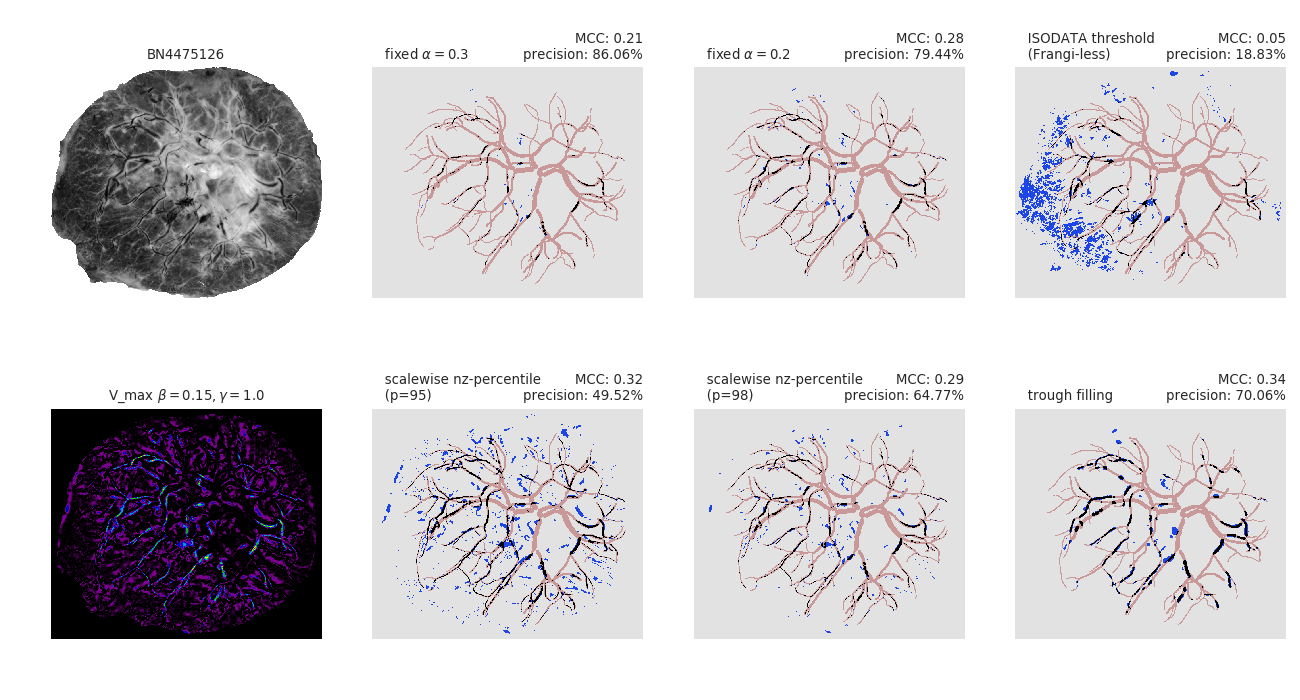 BN4475126
fixed α = 0.3
MCC: 0.21
precision: 86.06%
fixed α = 0.2
MCC: 0.28
precision: 79.44%
ISODATA threshold
(Frangi-less)
MCC: 0.05
precision: 18.83%
V_max β = 0.15, γ = 1.0
scalewise nz-percentile
(p=95)
MCC: 0.32
precision: 49.52%
scalewise nz-percentile
(p=98)
MCC: 0.29
precision: 64.77%
trough filling
MCC: 0.34
precision: 70.06%